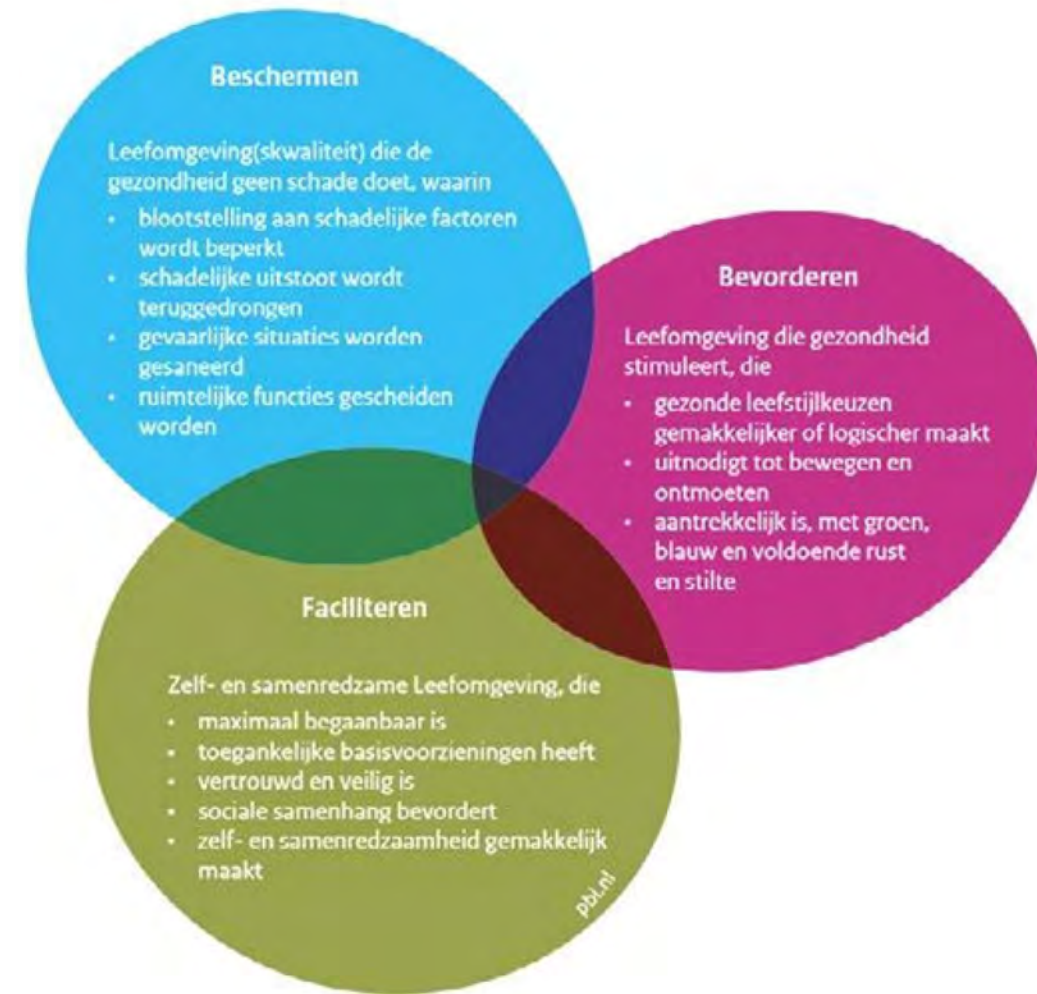 Beschermen
Leefomgeving(skwaliteit) die de
gezondheid geen schade doet, waarin
• blootstelling aan schadelijke factoren
wordt beperkt
• schadelijke uitstoot wordt
teruggedrongen
• gevaarlijke situaties worden
gesaneerd
• ruimtelijke functies gescheiden
worden
Bevorderen
Leefomgeving die gezondheid
stimuleert, die
• gezonde leefstijlkeuzen
gemakkelijker of logischer maakt
• uitnodigt tot bewegen en
ontmoeten
• aantrekkelijk is, met groen,
blauw en voldoende rust
en stilte
Faciliteren
Zelf- en samenredzame Leefomgeving, die
• maximaal begaanbaar is
• toegankelijke basisvoorzieningen heeft
• vertrouwd en veilig is
• sociale samenhang bevordert
• zelf- en samenredzaamheid gemakkelijk
maakt
pbl.nl